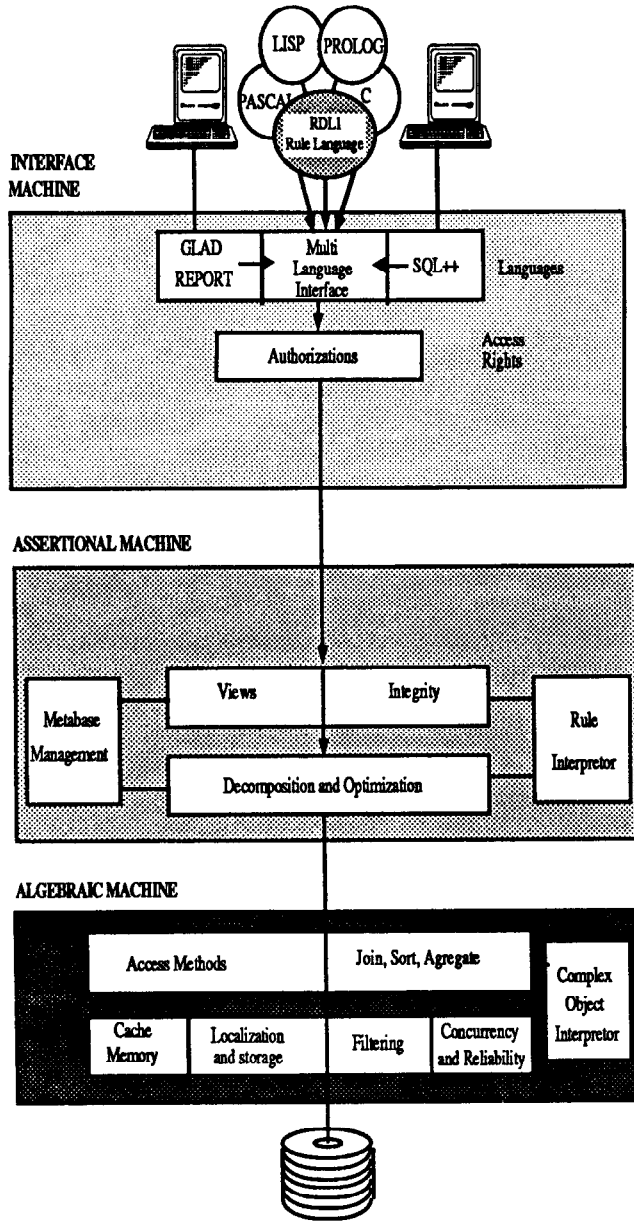 LISP
PROLOG
PASCAL
C
RDL1
Rule Language
INTERFACE
MACHINE
GLAD
REPORT
Multi
Language
Interface
SQL++
Languages
Authorizations
Access
Rights
ASSERTIONAL MACHINE
Views
Integrity
Metabase
Management
Rule
Interpretor
Decomposition and Optimization
ALGEBRAIC MACHINE
Access Methods
Join, Sort, Agregate
Complex
Object
Interpretor
Cache
Memory
Localization
and storage
Filtering
Concurrency
and Reliability